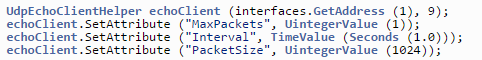 UdpEchoClientHelper echoClient (interfaces.GetAddress (1), 9);
echoClient.SetAttribute ("MaxPackets", UintegerValue (1));
echoClient.SetAttribute ("Interval", TimeValue (Seconds (1.0)));
echoClient.SetAttribute ("PacketSize", UintegerValue (1024));